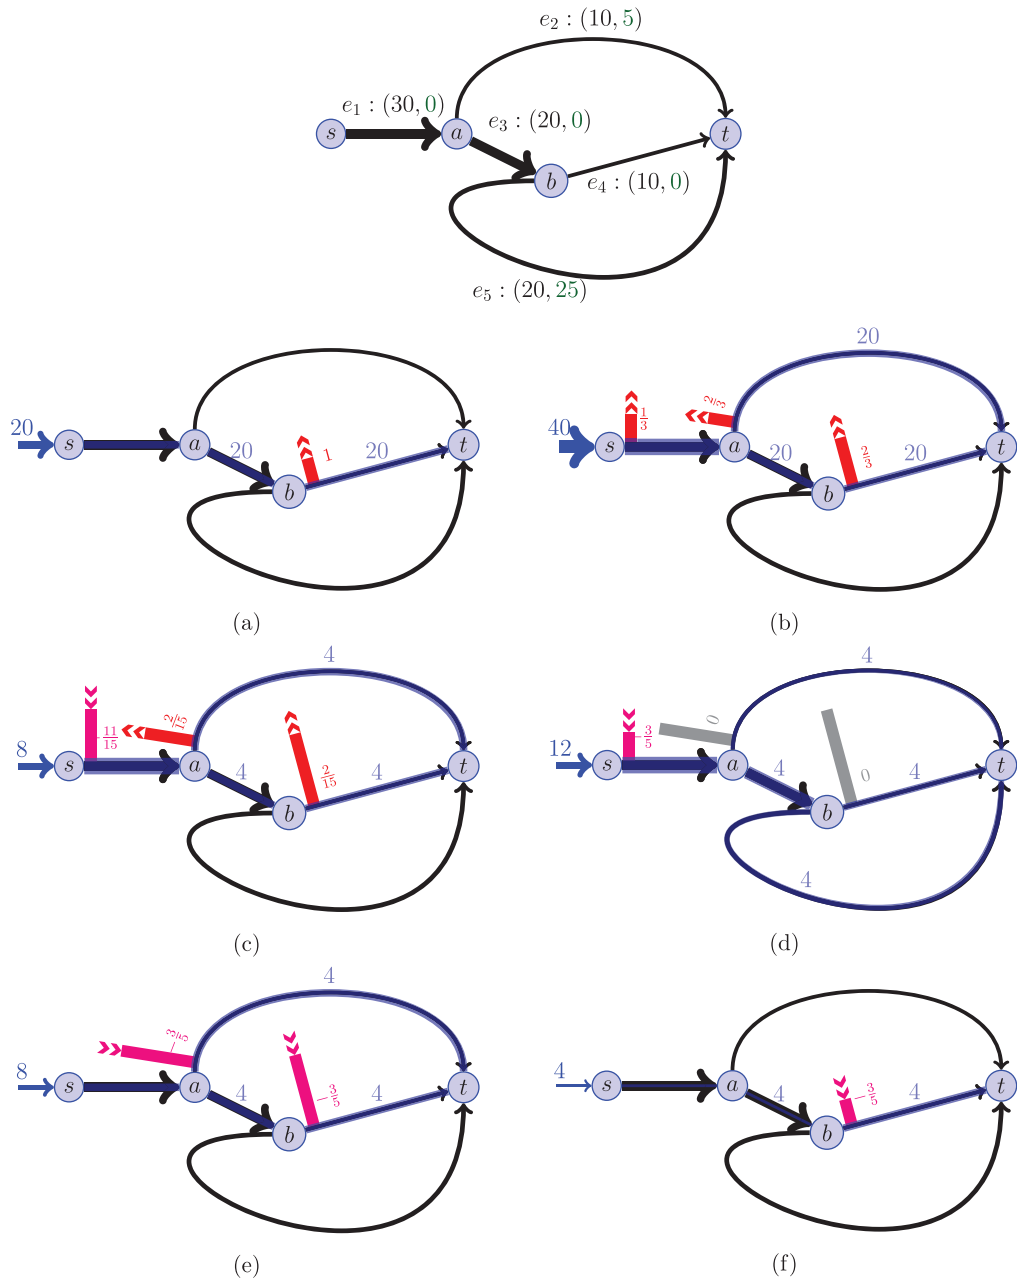 e₂ : (10, 5)
e₁ : (30, 0)
e₃ : (20, 0)
s
a
t
b
e₄ : (10, 0)
e₅ : (20, 25)
20
s
a
20
1
20
b
t
(a)
20
40
1/3
2/3
s
a
20
2/3
20
b
t
(b)
4
11/15
2/15
8
s
a
4
2/15
4
b
t
(c)
4
-3/5
0
12
s
a
4
0
4
b
t
4
(d)
4
-3/5
8
s
a
4
-3/5
4
b
t
(e)
4
s
a
4
-3/5
4
b
t
(f)